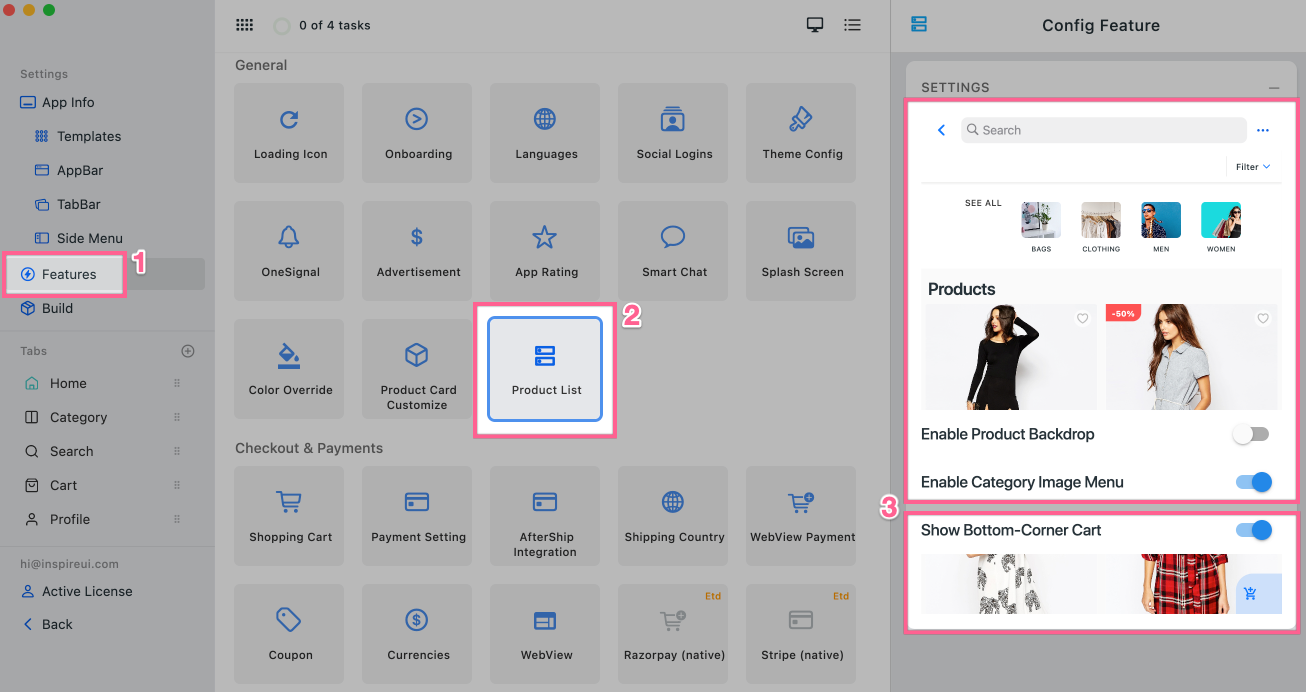 0 of 4 tasks
Config Feature
Settings
App Info
Templates
AppBar
TabBar
Side Menu
Features
1
Build
Tabs
Home
Category
Search
Cart
Profile
hi@inspireui.com
Active License
Back
General
Loading Icon
Onboarding
Languages
Social Logins
Theme Config
OneSignal
Advertisement
App Rating
Smart Chat
Splash Screen
Color Override
Product Card
Customize
Product List
2
Checkout & Payments
Shopping Cart
Payment Setting
AfterShip
Integration
Shipping Country
WebView Payment
Coupon
Currencies
WebView
Etd
Razorpay (native)
Etd
Stripe (native)
SETTINGS
Search
Filter
SEE ALL
BAGS
CLOTHING
MEN
WOMEN
Products
-50%
Enable Product Backdrop
Enable Category Image Menu
3
Show Bottom-Corner Cart